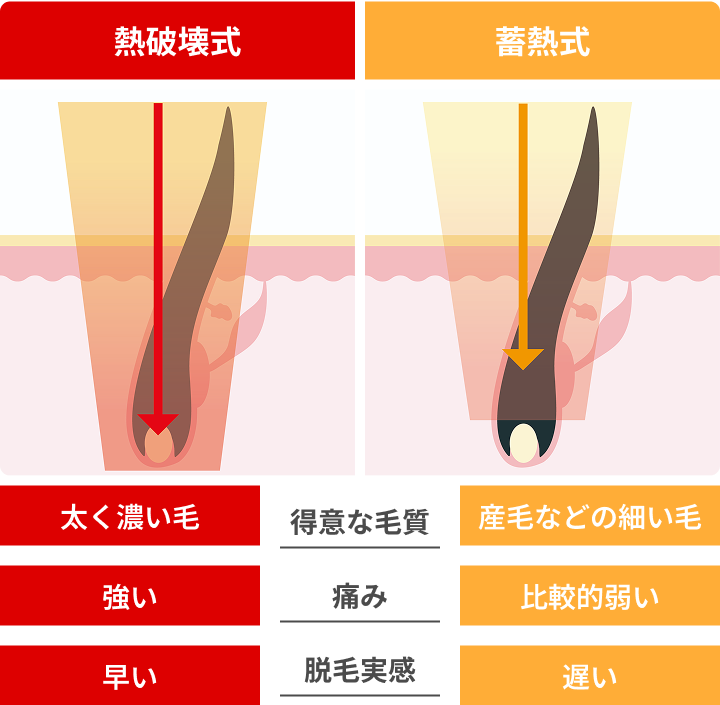 熱破壊式
蓄熱式
太く濃い毛
得意な毛質
産毛などの細い毛
強い
痛み
比較的弱い
早い
脱毛実感
遅い